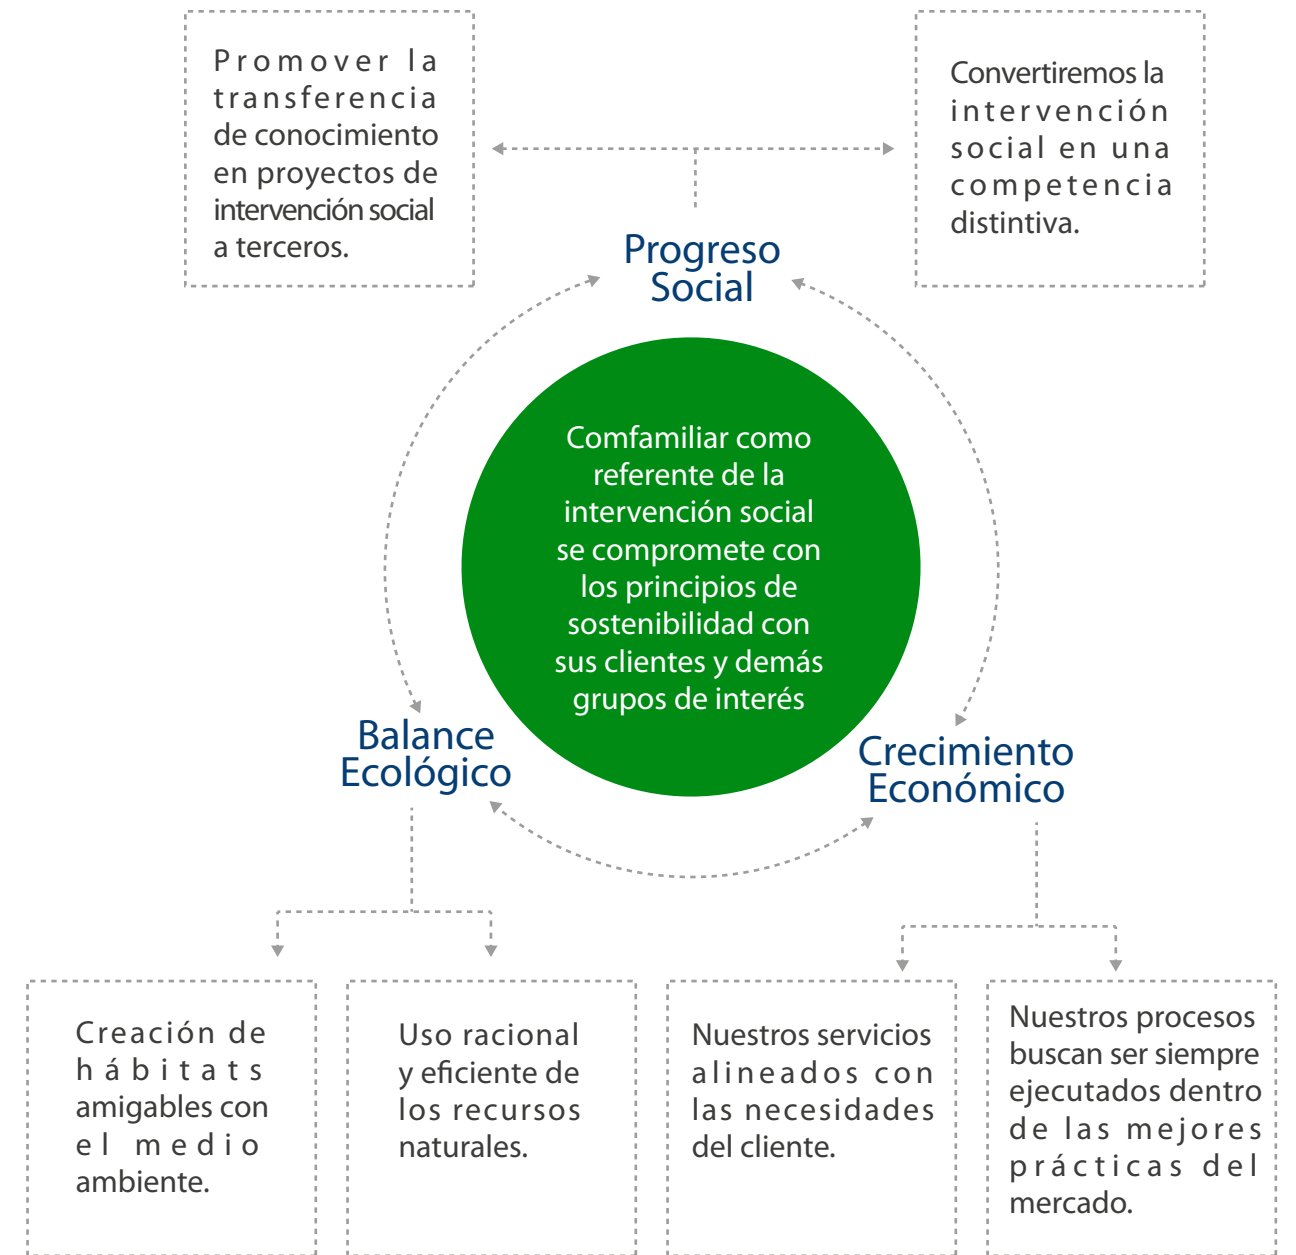 Promover la
transferencia
de conocimiento
en proyectos de
intervención social
a terceros.
Convertiremos la
intervención
social en una
competencia
distintiva.
Progreso
Social
Comfamiliar como
referente de la
intervención social
se compromete con
los principios de
sostenibilidad con
sus clientes y demás
grupos de interés
Balance
Ecológico
Crecimiento
Económico
Creación de
hábitats
amigables con
el medio
ambiente.
Uso racional
y eficiente de
los recursos
naturales.
Nuestros servicios
alineados con
las necesidades
del cliente.
Nuestros procesos
buscan ser siempre
ejecutados dentro
de las mejores
prácticas del
mercado.